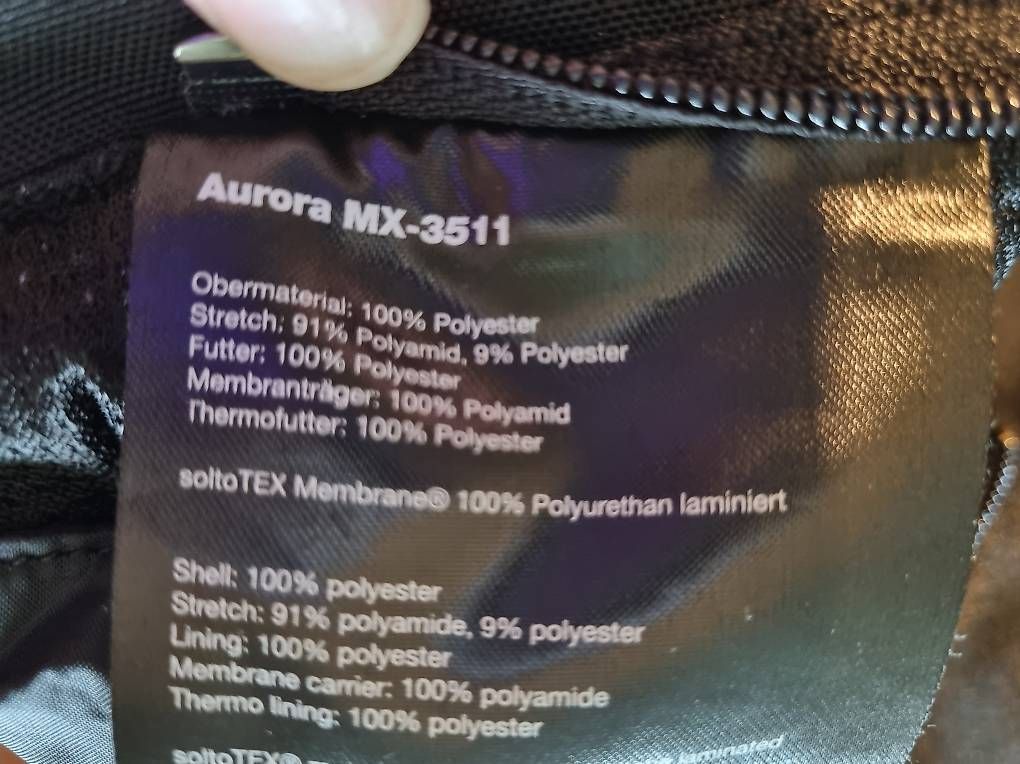 Aurora MX-3511
Obermaterial: 100% Polyester
Stretch: 91% Polyamid, 9% Polyester
Futter: 100% Polyester
Membranträger: 100% Polyamid
Thermofutter: 100% Polyester
soltoTEX Membrane® 100% Polyurethan laminiert
Shell: 100% polyester
Stretch: 91% polyamide, 9% polyester
Lining: 100% polyester
Membrane carrier: 100% polyamide
Thermo lining: 100% polyester
soltoTEX® laminated